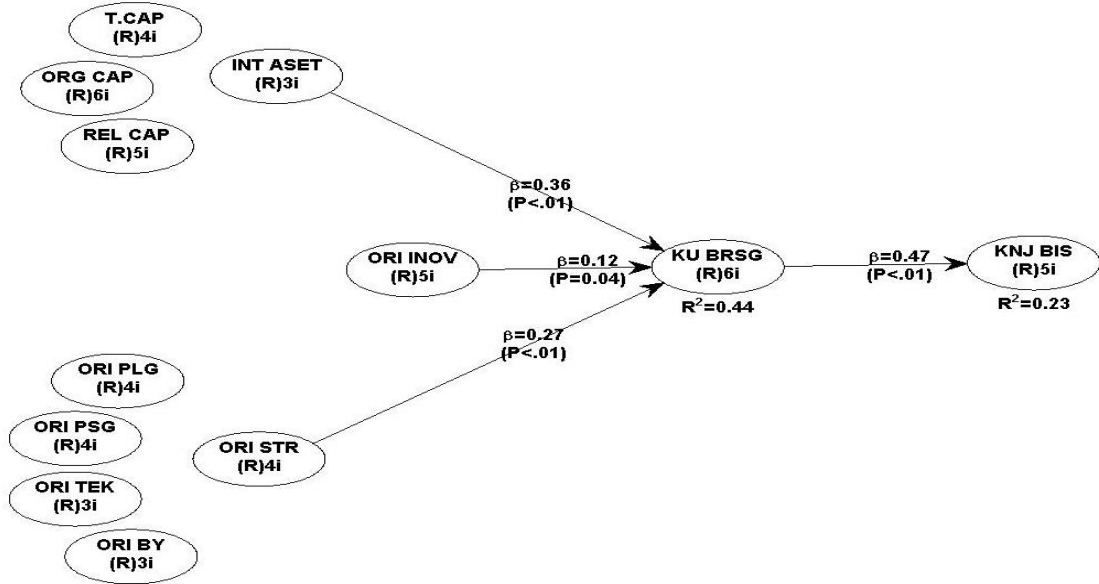 T.CAP
(R)4i
ORG CAP
(R)6i
REL CAP
(R)5i
INT ASET
(R)3i
β=0.36
(P<.01)
ORI INOV
(R)5i
β=0.12
(P=0.04)
KU BRSG
(R)6i
R²=0.44
β=0.47
(P<.01)
KNJ BIS
(R)5i
R²=0.23
β=0.27
(P<.01)
ORI PLG
(R)4i
ORI PSG
(R)4i
ORI TEK
(R)3i
ORI BY
(R)3i
ORI STR
(R)4i